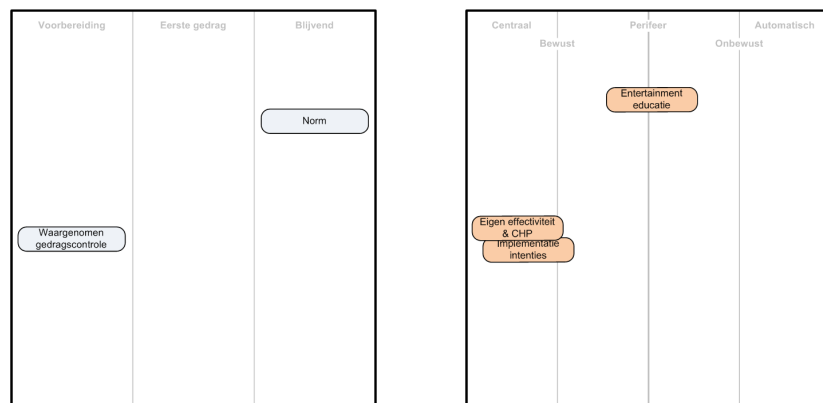 Voorbereiding
Eerste gedrag
Blijvend
Norm
Waargenomen
gedragscontrole
Centraal
Perifeer
Automatisch
Bewust
Onbewust
Entertainment
educatie
Eigen effectiviteit
& CHP
Implementatie
intenties